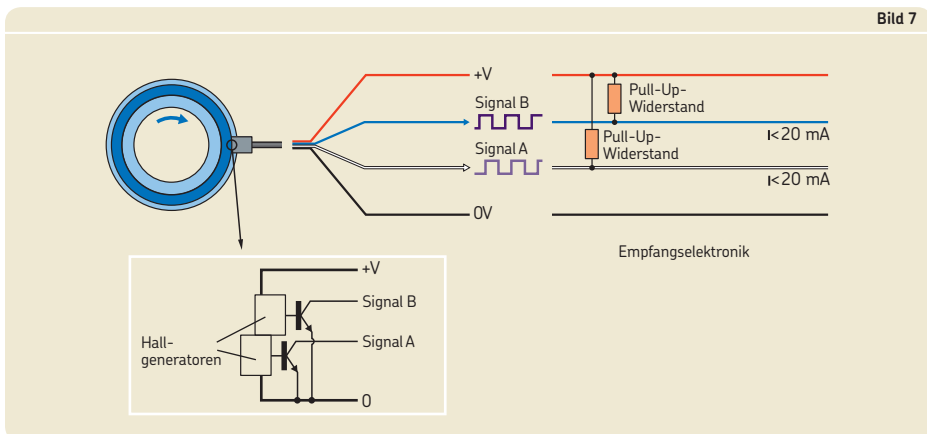 Bild 7
+V
Signal B
Pull-Up-
Widerstand
I<20 mA
Pull-Up-
Widerstand
Signal A
I<20 mA
0V
Empfangselektronik
+V
Signal B
Signal A
Hall-
generatoren
0